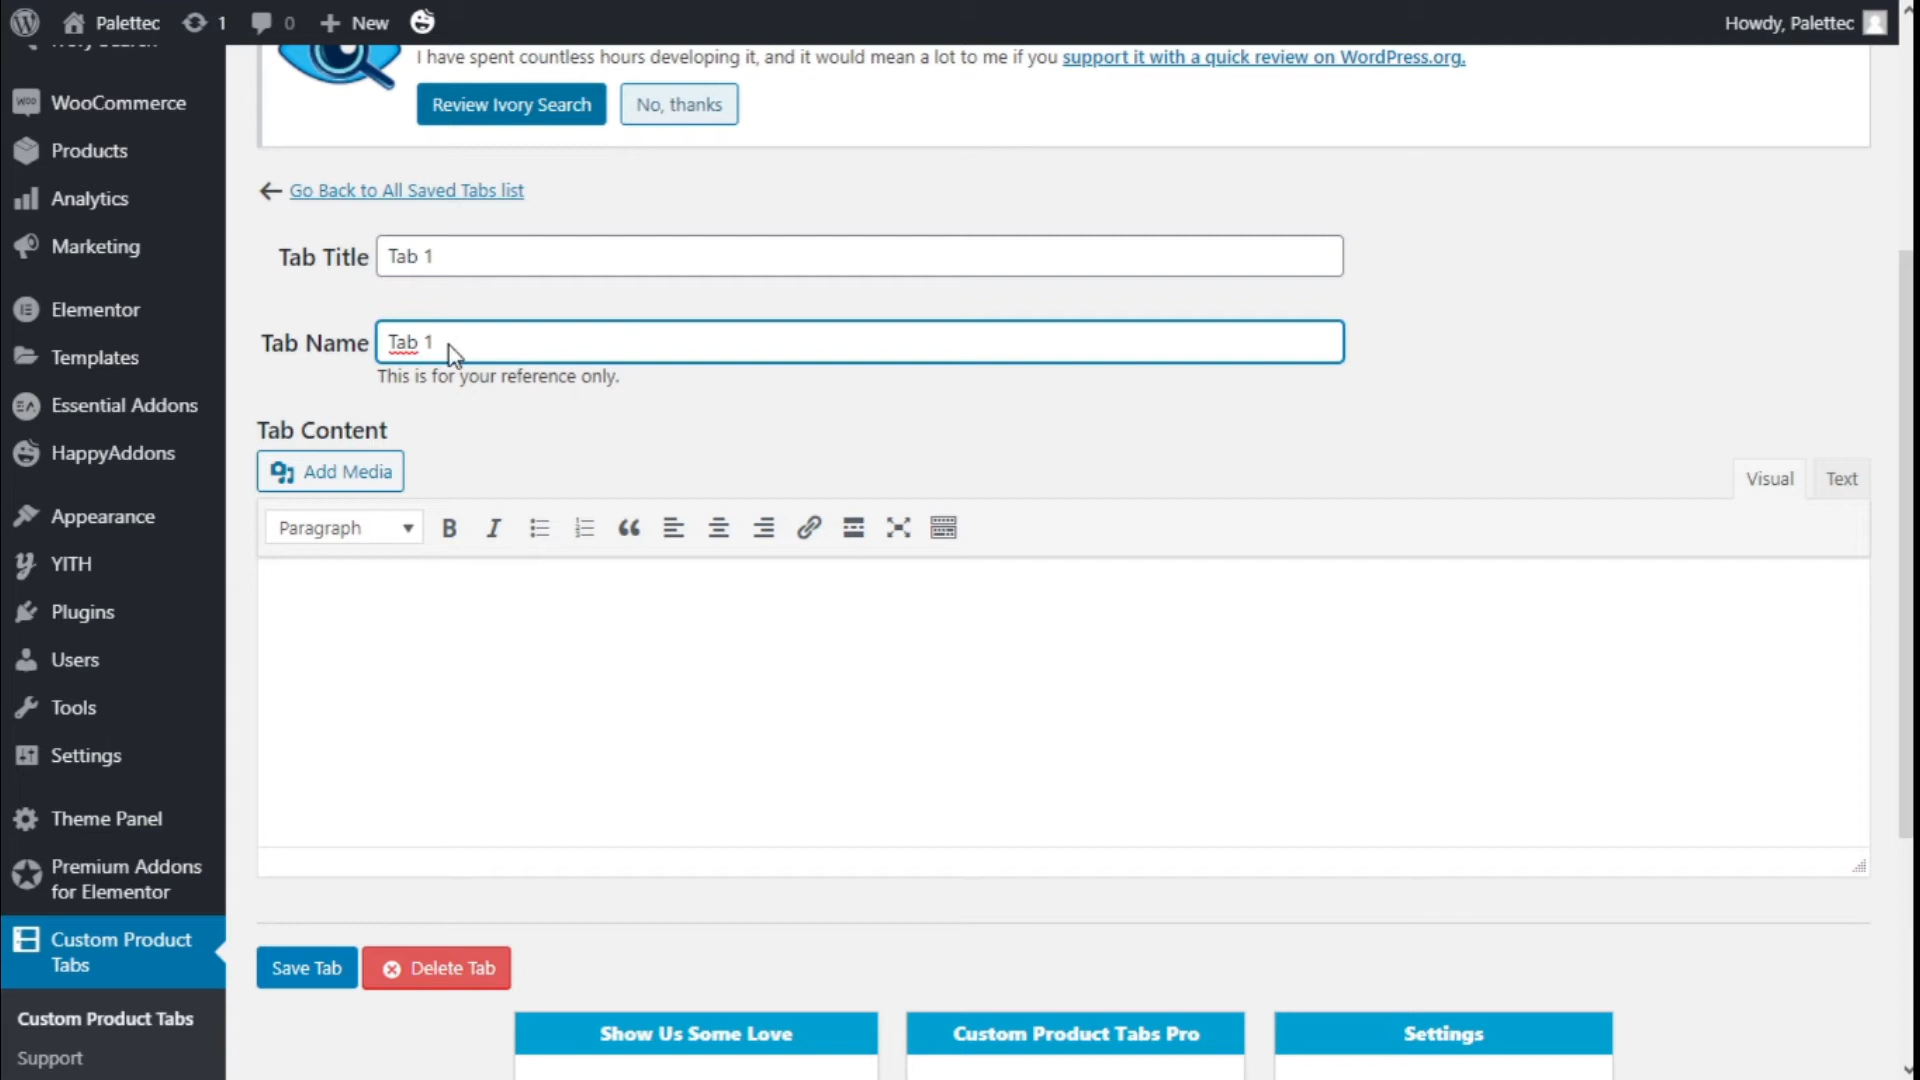 Palettec
1
0
New
Howdy, Palettec
Ivory Search
I have spent countless hours developing it, and it would mean a lot to me if you support it with a quick review on WordPress.org.
Review Ivory Search
No, thanks
WooCommerce
Products
Analytics
Marketing
Elementor
Templates
Essential Addons
HappyAddons
Appearance
YITH
Plugins
Users
Tools
Settings
Theme Panel
Premium Addons
for Elementor
Custom Product
Tabs
Custom Product Tabs
Support
Go Back to All Saved Tabs list
Tab Title
Tab 1
Tab Name
Tab 1
This is for your reference only.
Tab Content
Add Media
Visual
Text
Paragraph
Save Tab
Delete Tab
Show Us Some Love
Custom Product Tabs Pro
Settings